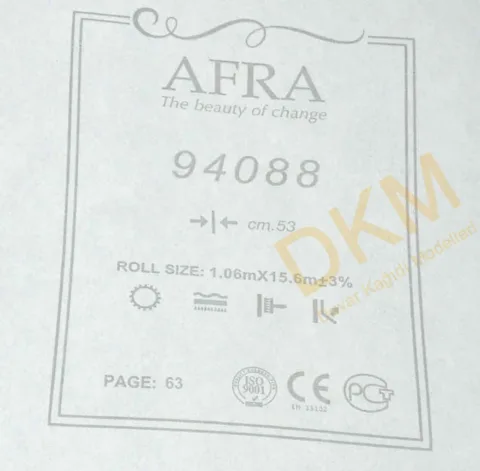 AFRA
The beauty of change
94088
cm.53
ROLL SIZE: 1.06mX15.6m±3%
PAGE: 63
ISO
9001
CE
EN 15102
PCT
DKM
Duvar Kağıdı Modelleri